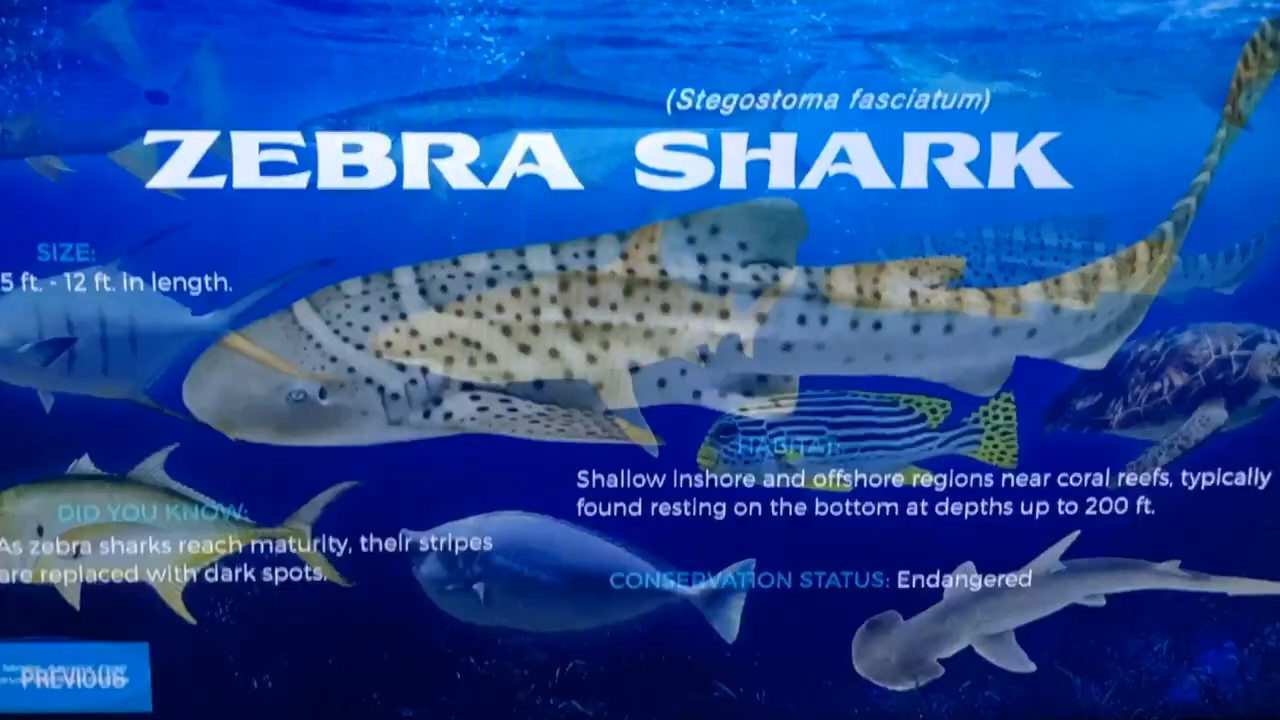 (Stegostoma fasciatum)
ZEBRA SHARK
SIZE:
5 ft. - 12 ft. in length.
HABITAT:
Shallow inshore and offshore regions near coral reefs, typically
found resting on the bottom at depths up to 200 ft.
DID YOU KNOW:
As zebra sharks reach maturity, their stripes
are replaced with dark spots.
CONSERVATION STATUS: Endangered
PREVIOUS